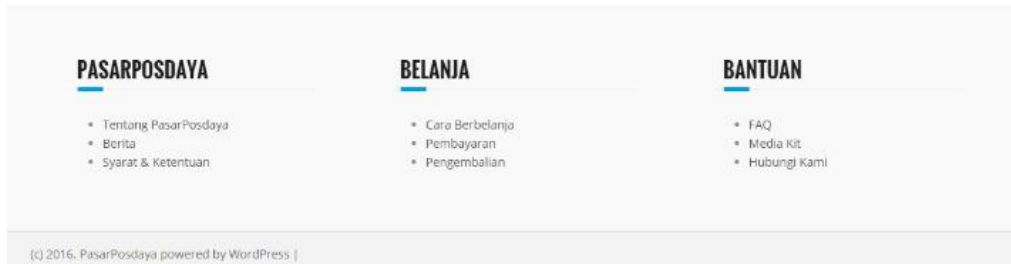 PASARPOSDAYA
Tentang PasarPosdaya
Berita
Syarat & Ketentuan
BELANJA
Cara Berbelanja
Pembayaran
Pengembalian
BANTUAN
FAQ
Media Kit
Hubungi Kami
(c) 2016. PasarPosdaya powered by WordPress |